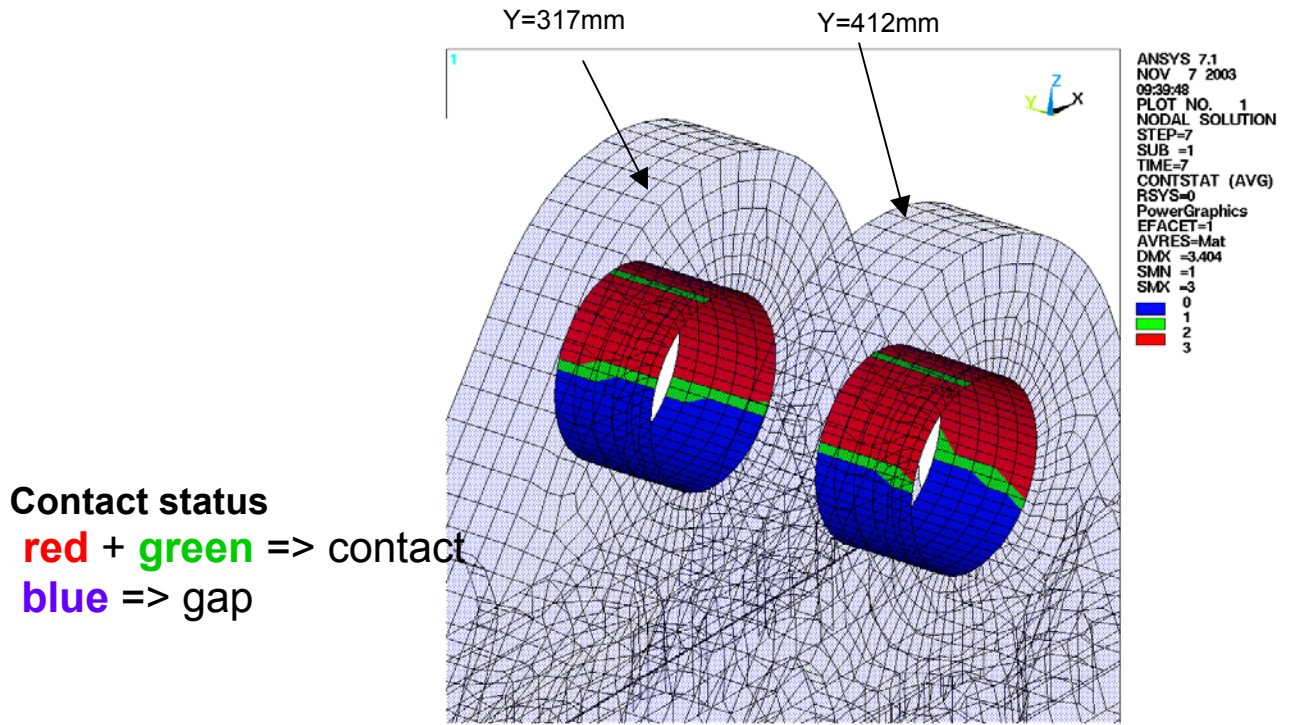 Y=317mm
Y=412mm
1
Z
Y
X
ANSYS 7.1
NOV 7 2003
09:39:48
PLOT NO. 1
NODAL SOLUTION
STEP=7
SUB =1
TIME=7
CONTSTAT (AVG)
RSYS=0
PowerGraphics
EFACET=1
AVRES=Mat
DMX =3.404
SMN =1
SMX =3
0
1
2
3
Contact status
red + green => contact
blue => gap